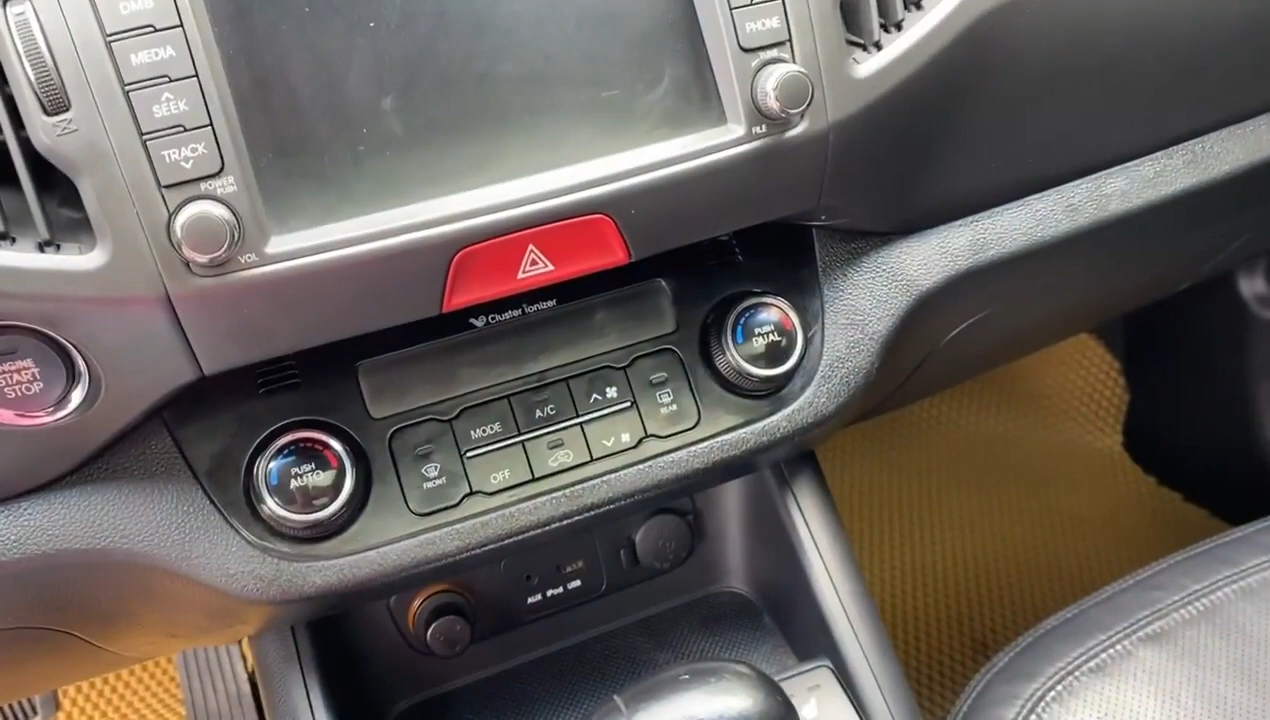 DMB
MEDIA
SEEK
TRACK
POWER
PUSH
VOL
PHONE
TUNE
FILE
Cluster ionizer
ENGINE
START
STOP
PUSH
AUTO
PUSH
DUAL
MODE
A/C
OFF
FRONT
REAR
AUX iPod USB